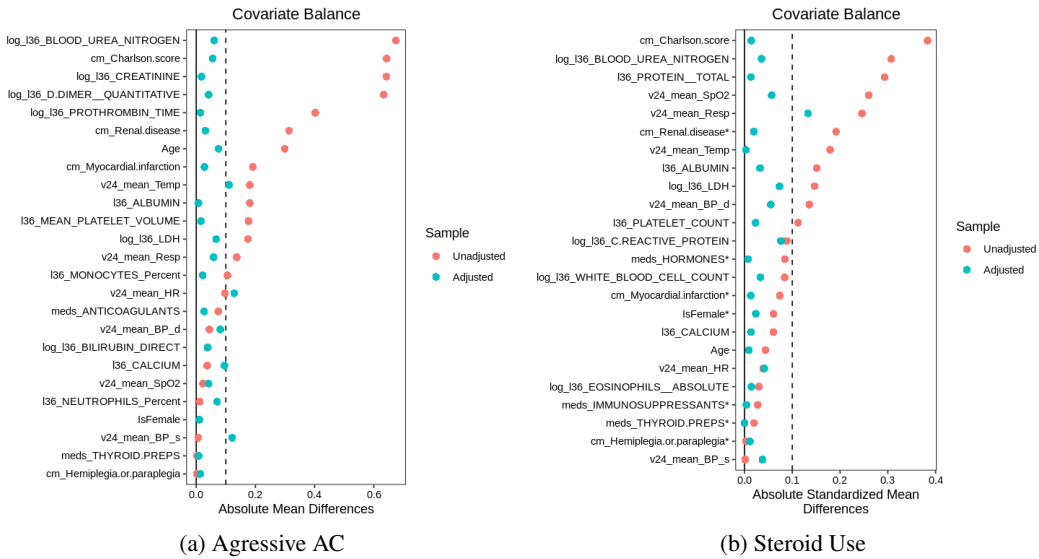 Covariate Balance
log_l36_BLOOD_UREA_NITROGEN
cm_Charlson.score
log_l36_CREATININE
log_l36_D.DIMER__QUANTITATIVE
log_l36_PROTHROMBIN_TIME
cm_Renal.disease
Age
cm_Myocardial.infarction
v24_mean_Temp
l36_ALBUMIN
l36_MEAN_PLATELET_VOLUME
log_l36_LDH
v24_mean_Resp
l36_MONOCYTES_Percent
v24_mean_HR
meds_ANTICOAGULANTS
v24_mean_BP_d
log_l36_BILIRUBIN_DIRECT
l36_CALCIUM
v24_mean_SpO2
l36_NEUTROPHILS_Percent
IsFemale
v24_mean_BP_s
meds_THYROID.PREPS
cm_Hemiplegia.or.paraplegia
0.0 0.2 0.4 0.6
Absolute Mean Differences
Sample
Unadjusted
Adjusted
(a) Agressive AC
Covariate Balance
cm_Charlson.score
log_l36_BLOOD_UREA_NITROGEN
l36_PROTEIN__TOTAL
v24_mean_SpO2
v24_mean_Resp
cm_Renal.disease*
v24_mean_Temp
l36_ALBUMIN
log_l36_LDH
v24_mean_BP_d
l36_PLATELET_COUNT
log_l36_C.REACTIVE_PROTEIN
meds_HORMONES*
log_l36_WHITE_BLOOD_CELL_COUNT
cm_Myocardial.infarction*
IsFemale*
l36_CALCIUM
Age
v24_mean_HR
log_l36_EOSINOPHILS__ABSOLUTE
meds_IMMUNOSUPPRESSANTS*
meds_THYROID.PREPS*
cm_Hemiplegia.or.paraplegia*
v24_mean_BP_s
0.0 0.1 0.2 0.3 0.4
Absolute Standardized Mean
Differences
Sample
Unadjusted
Adjusted
(b) Steroid Use